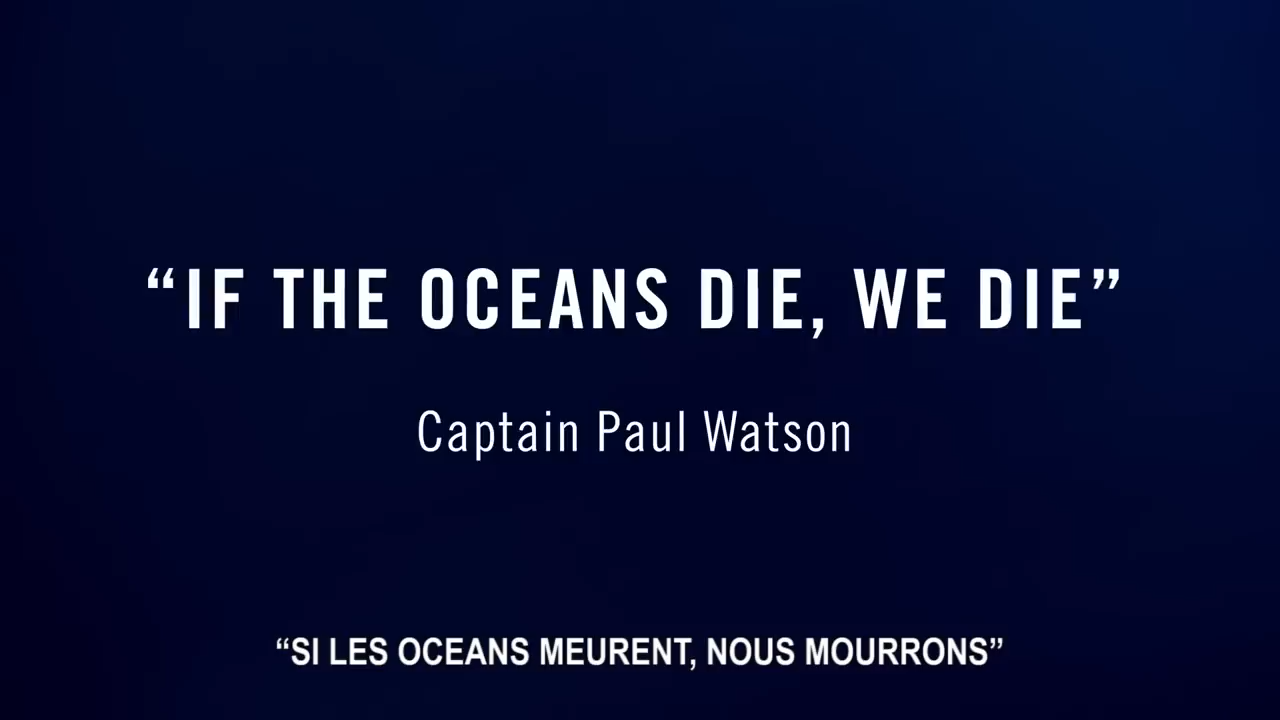 “IF THE OCEANS DIE, WE DIE”
Captain Paul Watson
“SI LES OCEANS MEURENT, NOUS MOURRONS”